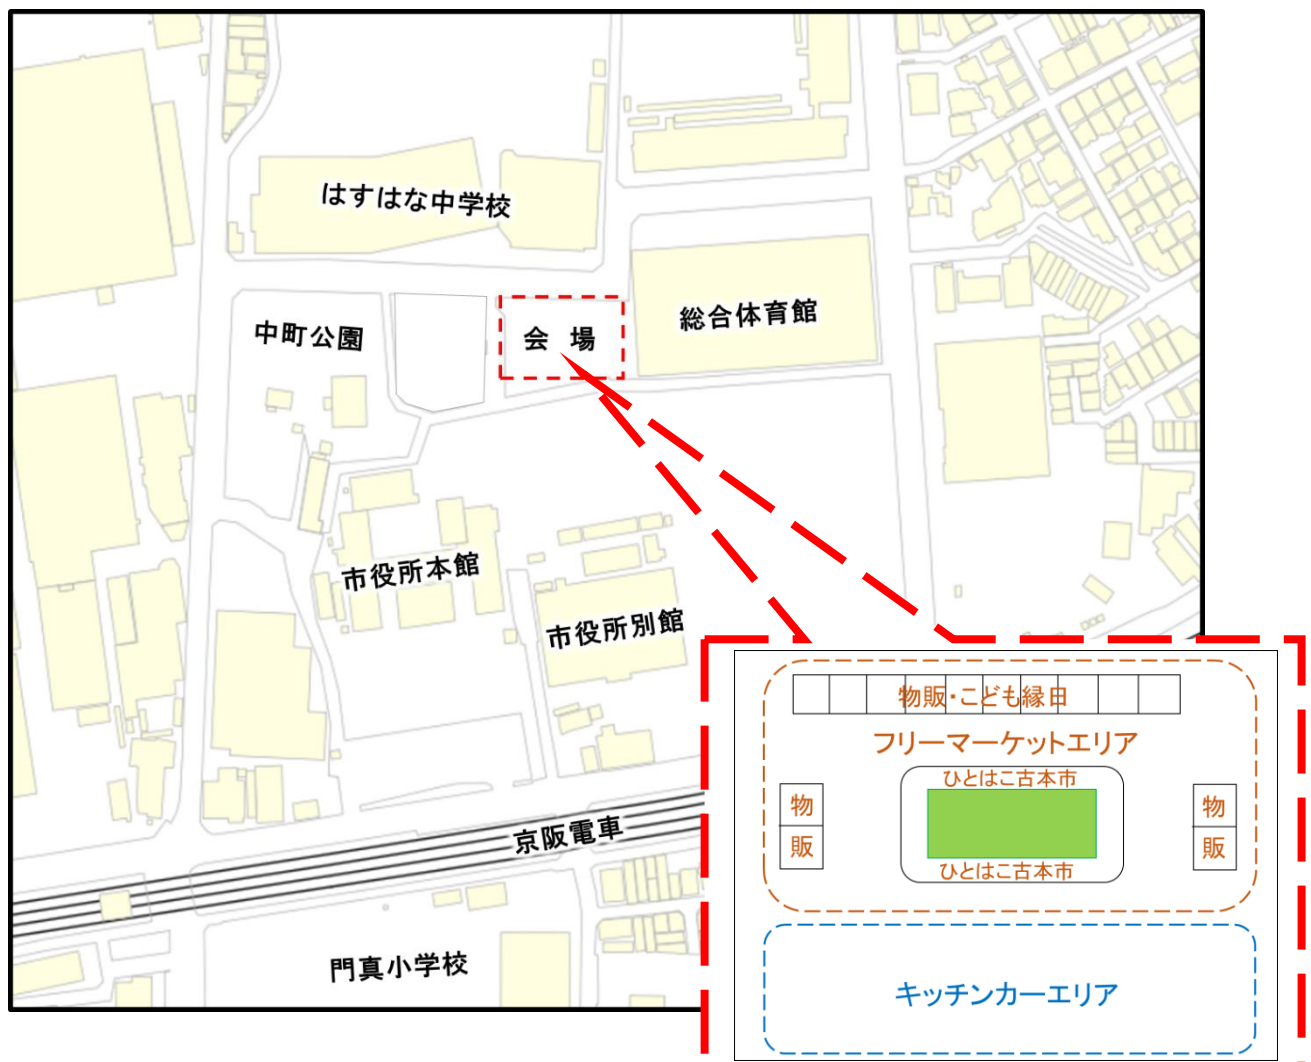 はすはな中学校
中町公園
会 場
総合体育館
市役所本館
市役所別館
京阪電車
門真小学校
物販・こども縁日
フリーマーケットエリア
ひとはこ古本市
物
販
物
販
ひとはこ古本市
キッチンカーエリア